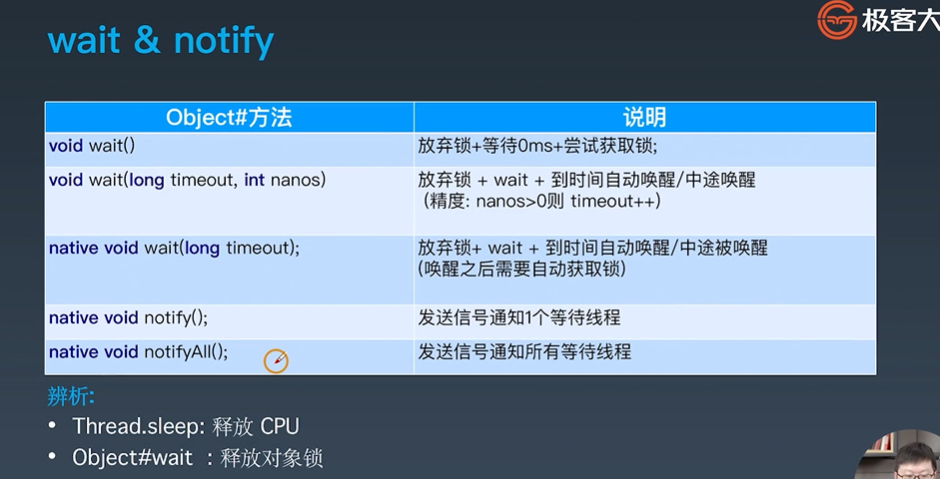 极客大
wait & notify
Object#方法 说明
void wait() 放弃锁+等待0ms+尝试获取锁;
void wait(long timeout, int nanos) 放弃锁 + wait + 到时间自动唤醒/中途唤醒
（精度: nanos>0则 timeout++）
native void wait(long timeout); 放弃锁+ wait + 到时间自动唤醒/中途被唤醒
(唤醒之后需要自动获取锁)
native void notify(); 发送信号通知1个等待线程
native void notifyAll(); 发送信号通知所有等待线程
辨析:
• Thread.sleep: 释放 CPU
• Object#wait : 释放对象锁